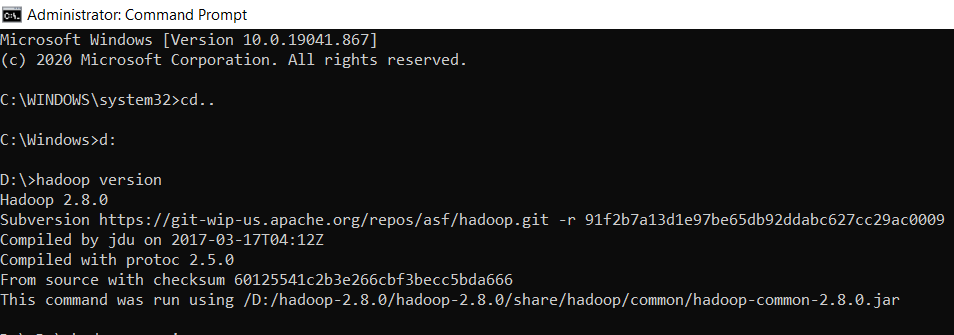 Administrator: Command Prompt
Microsoft Windows [Version 10.0.19041.867]
(c) 2020 Microsoft Corporation. All rights reserved.
C:\WINDOWS\system32>cd..
C:\Windows>d:
D:\>hadoop version
Hadoop 2.8.0
Subversion https://git-wip-us.apache.org/repos/asf/hadoop.git -r 91f2b7a13d1e97be65db92ddabc627cc29ac0009
Compiled by jdu on 2017-03-17T04:12Z
Compiled with protoc 2.5.0
From source with checksum 60125541c2b3e266cbf3becc5bda666
This command was run using /D:/hadoop-2.8.0/hadoop-2.8.0/share/hadoop/common/hadoop-common-2.8.0.jar